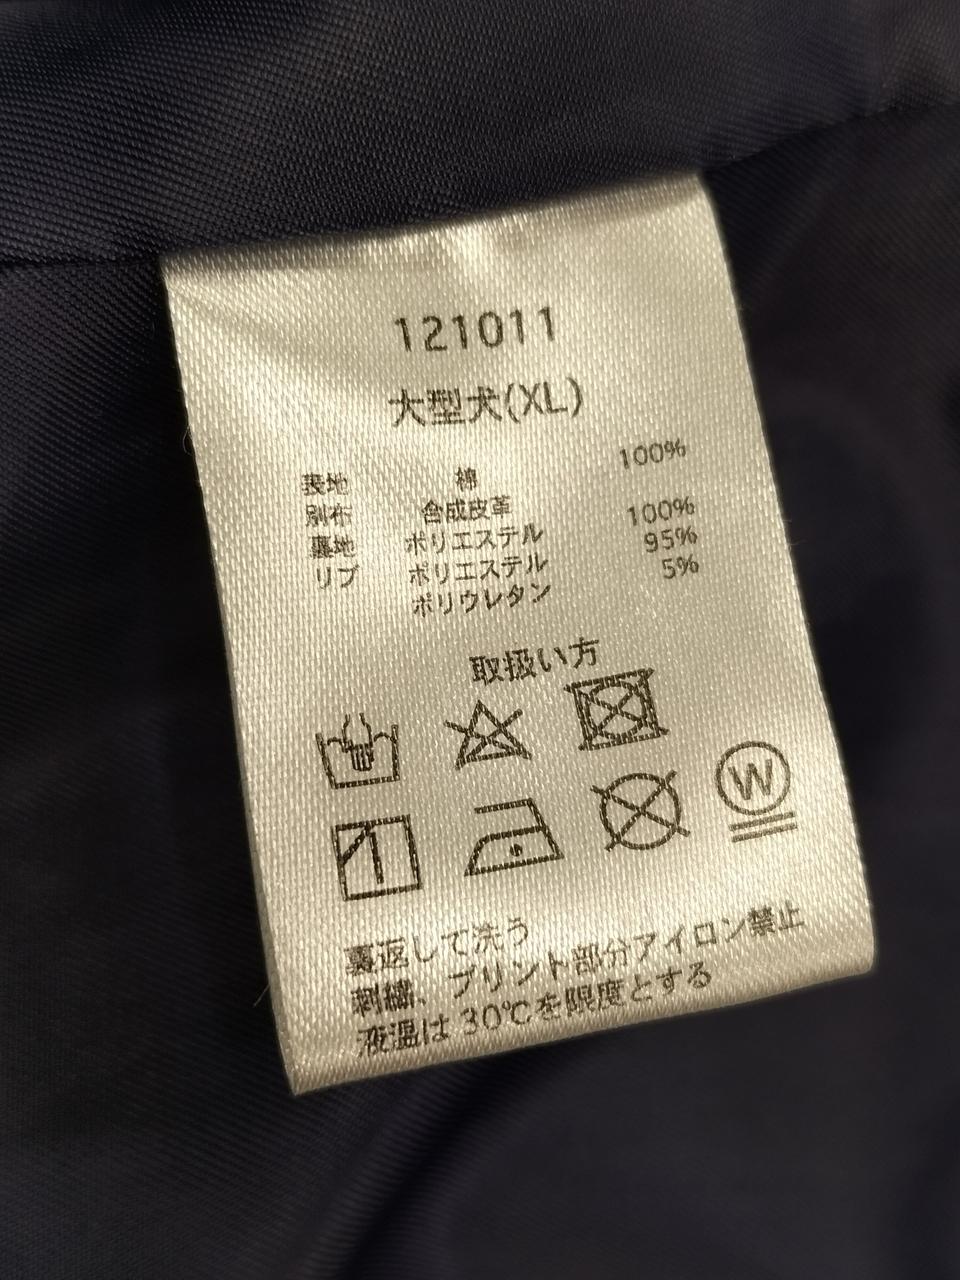 121011
大型犬(XL)
表地 綿 100%
別布 合成皮革
裏地 ポリエステル 100%
リブ ポリエステル 95%
ポリウレタン 5%
取扱い方
W
裏返して洗う
刺繍、プリント部分アイロン禁止
液温は 30℃を限度とする